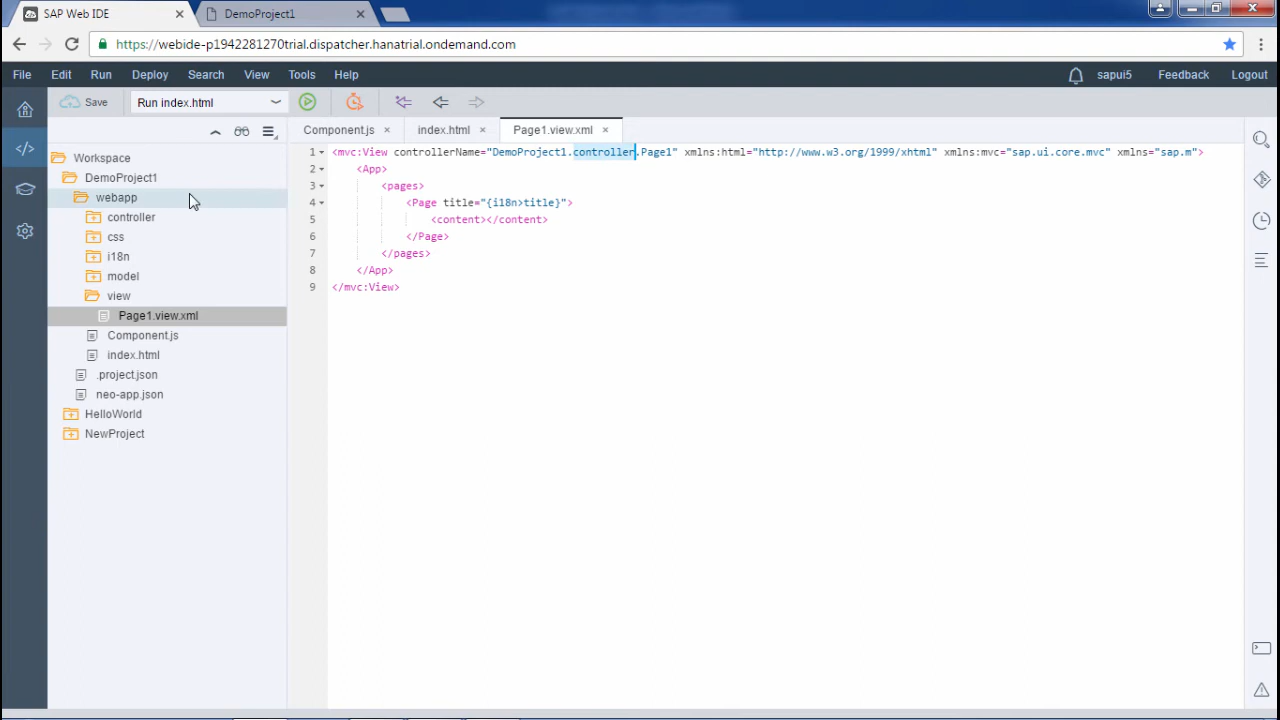 SAP Web IDE
DemoProject1
https://webide-p1942281270trial.dispatcher.hanatrial.ondemand.com
File Edit Run Deploy Search View Tools Help sapui5 Feedback Logout
Save Run index.html
Component.js index.html Page1.view.xml
Workspace
DemoProject1
webapp
controller
css
i18n
model
view
Page1.view.xml
Component.js
index.html
.project.json
neo-app.json
HelloWorld
NewProject
1 <mvc:View controllerName="DemoProject1.controller.Page1" xmlns:html="http://www.w3.org/1999/xhtml" xmlns:mvc="sap.ui.core.mvc" xmlns="sap.m">
2 <App>
3 <pages>
4 <Page title="{i18n>title}">
5 <content></content>
6 </Page>
7 </pages>
8 </App>
9 </mvc:View>